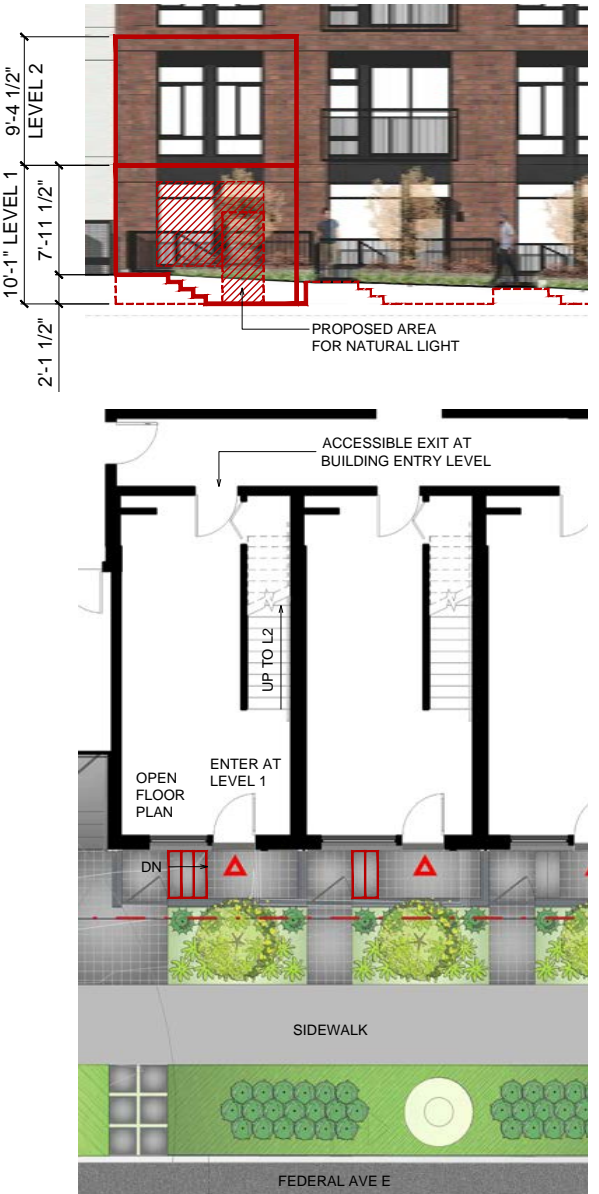 9'-4 1/2"
LEVEL 2
10'-1" LEVEL 1
7'-11 1/2"
2'-1 1/2"
PROPOSED AREA
FOR NATURAL LIGHT
ACCESSIBLE EXIT AT
BUILDING ENTRY LEVEL
UP TO L2
OPEN
FLOOR
PLAN
ENTER AT
LEVEL 1
DN
SIDEWALK
FEDERAL AVE E